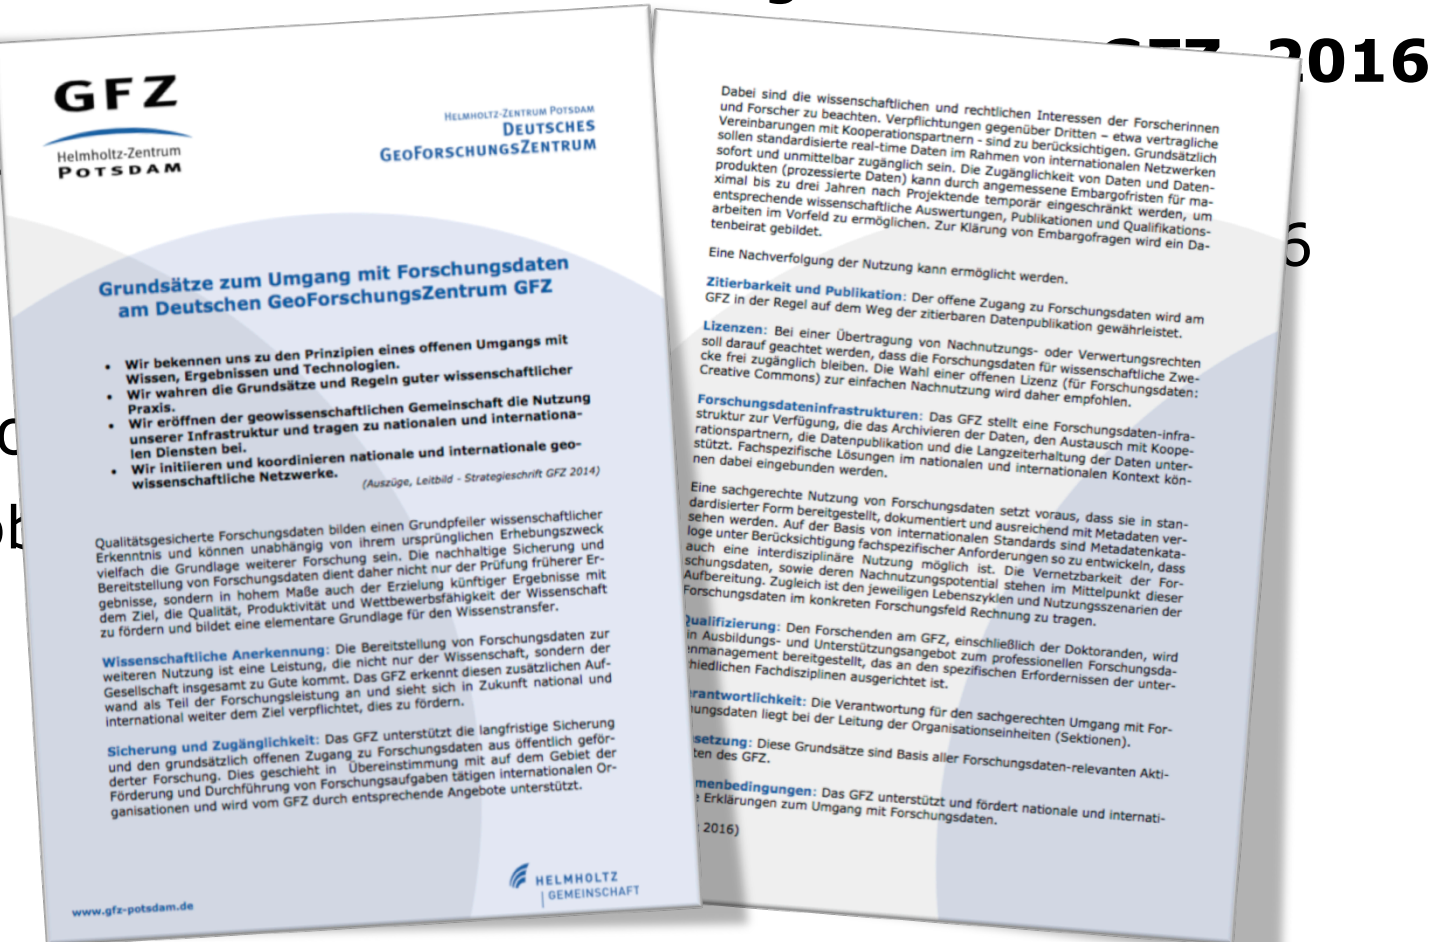 2016
GFZ
Helmholtz-Zentrum
POTSDAM
HELMHOLTZ-ZENTRUM POTSDAM
DEUTSCHES
GEOFORSCHUNGSZENTRUM
Grundsätze zum Umgang mit Forschungsdaten
am Deutschen GeoForschungsZentrum GFZ
• Wir bekennen uns zu den Prinzipien eines offenen Umgangs mit
Wissen, Ergebnissen und Technologien.
• Wir wahren die Grundsätze und Regeln guter wissenschaftlicher
Praxis.
• Wir eröffnen der geowissenschaftlichen Gemeinschaft die Nutzung
unserer Infrastruktur und tragen zu nationalen und internationa-
len Diensten bei.
• Wir initiieren und koordinieren nationale und internationale geo-
wissenschaftliche Netzwerke.
(Auszüge, Leitbild - Strategieschrift GFZ 2014)
Qualitätsgesicherte Forschungsdaten bilden einen Grundpfeiler wissenschaftlicher
Erkenntnis und können unabhängig von ihrem ursprünglichen Erhebungszweck
vielfach die Grundlage weiterer Forschung sein. Die nachhaltige Sicherung und
Bereitstellung von Forschungsdaten dient daher nicht nur der Prüfung früherer Er-
gebnisse, sondern in hohem Maße auch der Erzielung künftiger Ergebnisse mit
dem Ziel, die Qualität, Produktivität und Wettbewerbsfähigkeit der Wissenschaft
zu fördern und bildet eine elementare Grundlage für den Wissenstransfer.
Wissenschaftliche Anerkennung: Die Bereitstellung von Forschungsdaten zur
weiteren Nutzung ist eine Leistung, die nicht nur der Wissenschaft, sondern der
Gesellschaft insgesamt zu Gute kommt. Das GFZ erkennt diesen zusätzlichen Auf-
wand als Teil der Forschungsleistung an und sieht sich in Zukunft national und
international weiter dem Ziel verpflichtet, dies zu fördern.
Sicherung und Zugänglichkeit: Das GFZ unterstützt die langfristige Sicherung
und den grundsätzlich offenen Zugang zu Forschungsdaten aus öffentlich geför-
derter Forschung. Dies geschieht in Übereinstimmung mit auf dem Gebiet der
Förderung und Durchführung von Forschungsaufgaben tätigen internationalen Or-
ganisationen und wird vom GFZ durch entsprechende Angebote unterstützt.
www.gfz-potsdam.de
HELMHOLTZ
GEMEINSCHAFT
Dabei sind die wissenschaftlichen und rechtlichen Interessen der Forscherinnen
und Forscher zu beachten. Verpflichtungen gegenüber Dritten – etwa vertragliche
Vereinbarungen mit Kooperationspartnern - sind zu berücksichtigen. Grundsätzlich
sollen standardisierte real-time Daten im Rahmen von internationalen Netzwerken
sofort und unmittelbar zugänglich sein. Die Zugänglichkeit von Daten und Daten-
produkten (prozessierte Daten) kann durch angemessene Embargofristen für ma-
ximal bis zu drei Jahren nach Projektende temporär eingeschränkt werden, um
entsprechende wissenschaftliche Auswertungen, Publikationen und Qualifikations-
arbeiten im Vorfeld zu ermöglichen. Zur Klärung von Embargofragen wird ein Da-
tenbeirat gebildet.
Eine Nachverfolgung der Nutzung kann ermöglicht werden.
Zitierbarkeit und Publikation: Der offene Zugang zu Forschungsdaten wird am
GFZ in der Regel auf dem Weg der zitierbaren Datenpublikation gewährleistet.
Lizenzen: Bei einer Übertragung von Nachnutzungs- oder Verwertungsrechten
soll darauf geachtet werden, dass die Forschungsdaten für wissenschaftliche Zwe-
cke frei zugänglich bleiben. Die Wahl einer offenen Lizenz (für Forschungsdaten:
Creative Commons) zur einfachen Nachnutzung wird daher empfohlen.
Forschungsdateninfrastrukturen: Das GFZ stellt eine Forschungsdaten-infra-
struktur zur Verfügung, die das Archivieren der Daten, den Austausch mit Koope-
rationspartnern, die Datenpublikation und die Langzeiterhaltung der Daten unter-
stützt. Fachspezifische Lösungen im nationalen und internationalen Kontext kön-
nen dabei eingebunden werden.
Eine sachgerechte Nutzung von Forschungsdaten setzt voraus, dass sie in stan-
dardisierter Form bereitgestellt, dokumentiert und ausreichend mit Metadaten ver-
sehen werden. Auf der Basis von internationalen Standards sind Metadatenkata-
loge unter Berücksichtigung fachspezifischer Anforderungen so zu entwickeln, dass
auch eine interdisziplinäre Nutzung möglich ist. Die Vernetzbarkeit der For-
schungsdaten, sowie deren Nachnutzungspotential stehen im Mittelpunkt dieser
Aufbereitung. Zugleich ist den jeweiligen Lebenszyklen und Nutzungsszenarien der
Forschungsdaten im konkreten Forschungsfeld Rechnung zu tragen.
Qualifizierung: Den Forschenden am GFZ, einschließlich der Doktoranden, wird
in Ausbildungs- und Unterstützungsangebot zum professionellen Forschungsda-
enmanagement bereitgestellt, das an den spezifischen Erfordernissen der unter-
chiedlichen Fachdisziplinen ausgerichtet ist.
rantwortlichkeit: Die Verantwortung für den sachgerechten Umgang mit For-
ungsdaten liegt bei der Leitung der Organisationseinheiten (Sektionen).
setzung: Diese Grundsätze sind Basis aller Forschungsdaten-relevanten Akti-
ten des GFZ.
menbedingungen: Das GFZ unterstützt und fördert nationale und internati-
e Erklärungen zum Umgang mit Forschungsdaten.
2016)